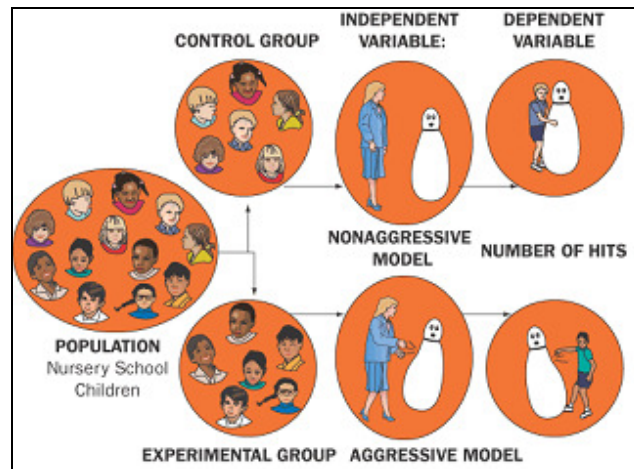 CONTROL GROUP
INDEPENDENT
VARIABLE:
DEPENDENT
VARIABLE
NONAGGRESSIVE
MODEL
NUMBER OF HITS
POPULATION
Nursery School
Children
EXPERIMENTAL GROUP
AGGRESSIVE MODEL